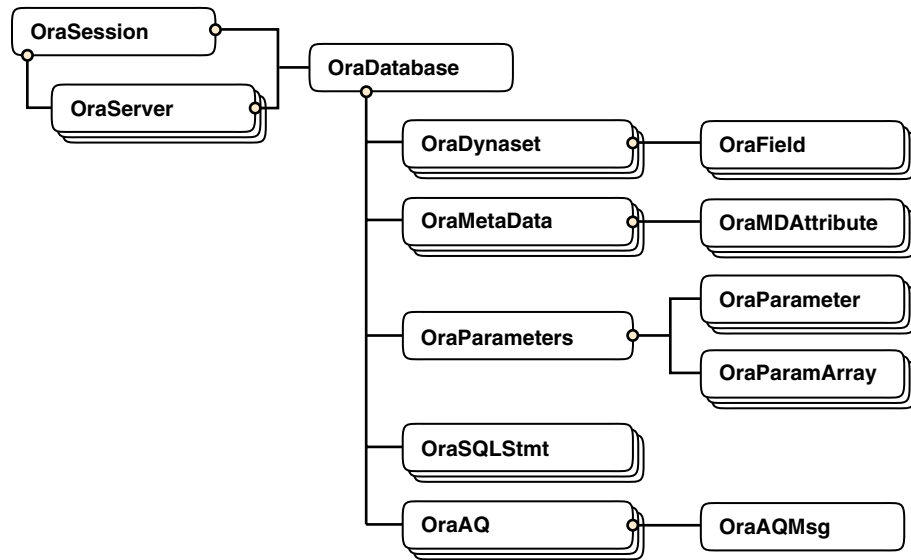 OraSession
OraDatabase
OraServer
OraDynaset
OraField
OraMetaData
OraMDAttribute
OraParameter
OraParameters
OraParamArray
OraSQLStmt
OraAQ
OraAQMsg